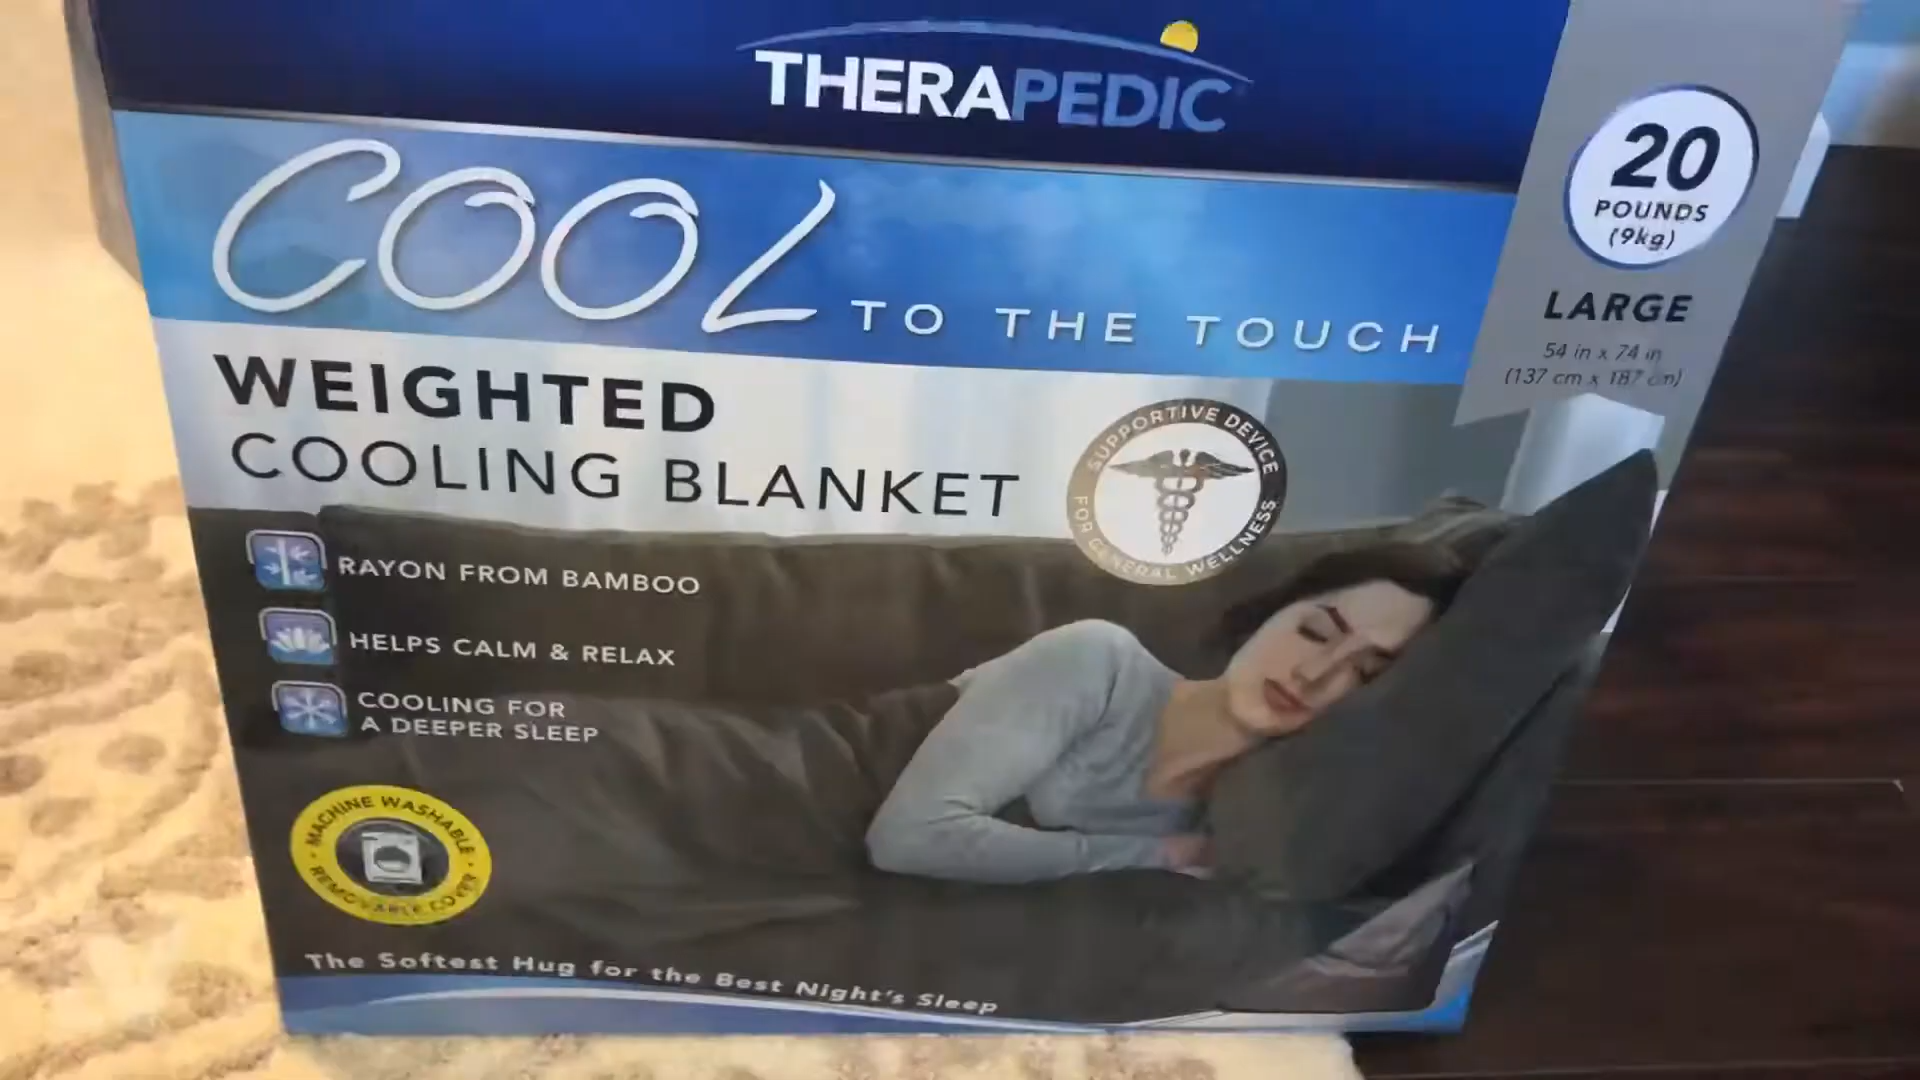 THERAPEDIC
20
POUNDS
(9kg)
LARGE
54 in x 74 in
(137 cm x 187 cm)
COOL TO THE TOUCH
WEIGHTED
COOLING BLANKET
SUPPORTIVE DEVICE
FOR GENERAL WELLNESS
RAYON FROM BAMBOO
HELPS CALM & RELAX
COOLING FOR
A DEEPER SLEEP
MACHINE WASHABLE
REMOVABLE COVER
The Softest Hug for the Best Night's Sleep